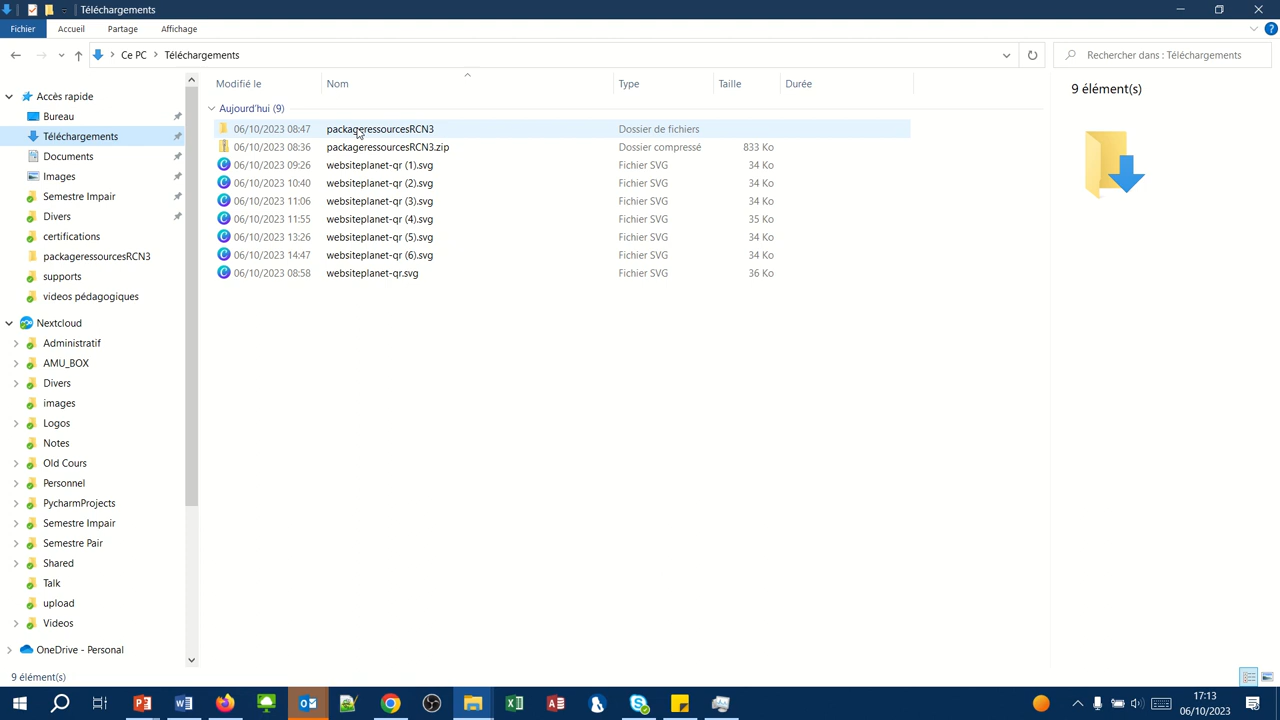 Téléchargements
Fichier Accueil Partage Affichage
Ce PC Téléchargements Rechercher dans : Téléchargements
Modifié le Nom Type Taille Durée
Aujourd'hui (9)
06/10/2023 08:47 packageressourcesRCN3 Dossier de fichiers
06/10/2023 08:36 packageressourcesRCN3.zip Dossier compressé 833 Ko
06/10/2023 09:26 websiteplanet-qr (1).svg Fichier SVG 34 Ko
06/10/2023 10:40 websiteplanet-qr (2).svg Fichier SVG 34 Ko
06/10/2023 11:06 websiteplanet-qr (3).svg Fichier SVG 34 Ko
06/10/2023 11:55 websiteplanet-qr (4).svg Fichier SVG 35 Ko
06/10/2023 13:26 websiteplanet-qr (5).svg Fichier SVG 34 Ko
06/10/2023 14:47 websiteplanet-qr (6).svg Fichier SVG 34 Ko
06/10/2023 08:58 websiteplanet-qr.svg Fichier SVG 36 Ko
9 élément(s)
Accès rapide
Bureau
Téléchargements
Documents
Images
Semestre Impair
Divers
certifications
packageressourcesRCN3
supports
videos pédagogiques
Nextcloud
Administratif
AMU_BOX
Divers
images
Logos
Notes
Old Cours
Personnel
PycharmProjects
Semestre Impair
Semestre Pair
Shared
Talk
upload
Videos
OneDrive - Personal
9 élément(s)
17:13
06/10/2023